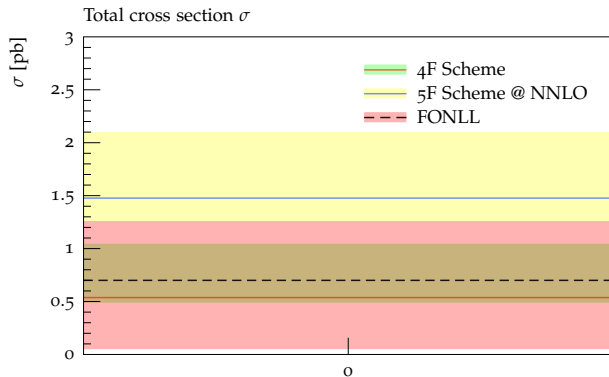 Total cross section σ
σ [pb]
3
2.5
2
1.5
1
0.5
0
0
4F Scheme
5F Scheme @ NNLO
FONLL